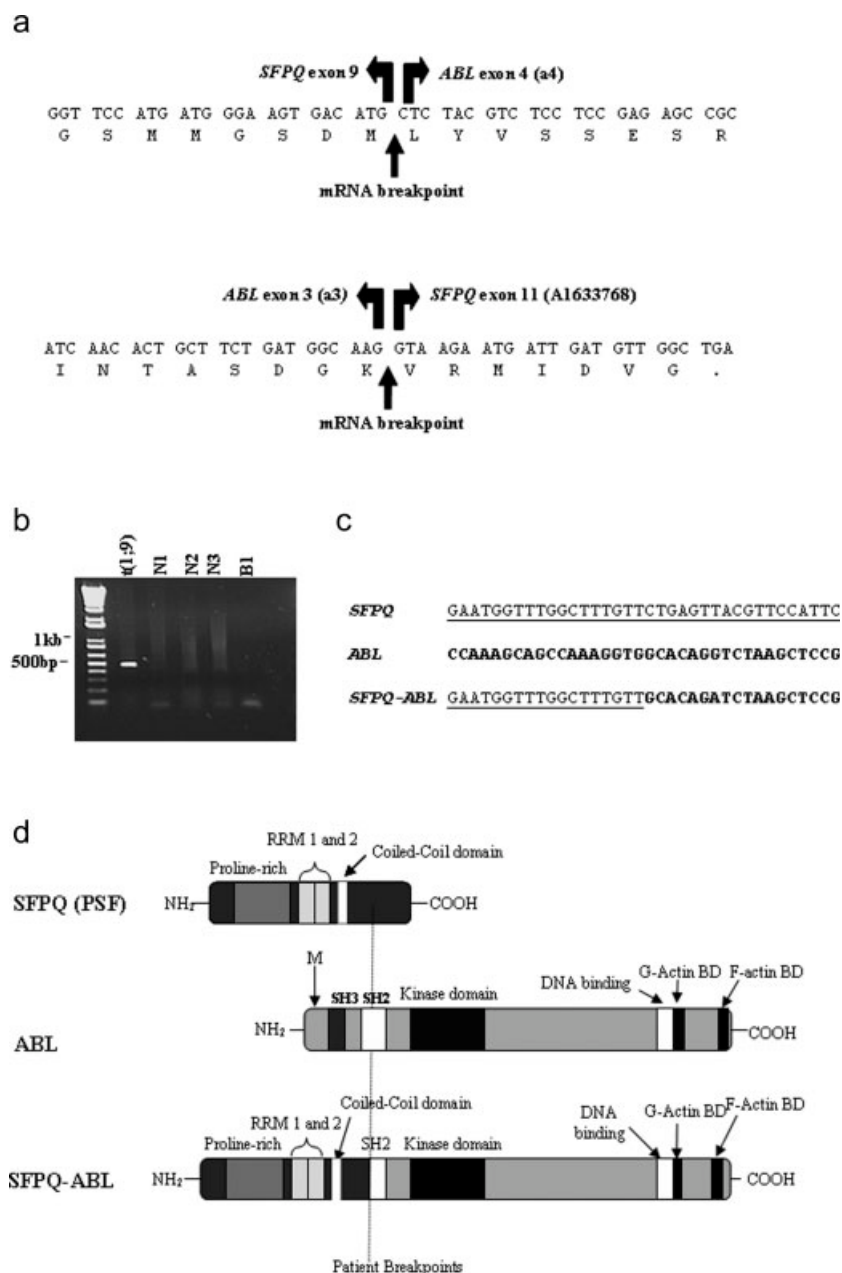 a
SFPQ exon 9 ABL exon 4 (a4)
GGT TCC ATG ATG GGA AGT GAC ATG CTC TAC GTC TCC TCC GAG AGC CGC
G S M M G S D M L Y V S S E S R
mRNA breakpoint
ABL exon 3 (a3) SFPQ exon 11 (A1633768)
ATC AAC ACT GCT TCT GAT GGC AAG GTA AGA ATG ATT GAT GTT GGC TGA
I N T A S D G K V R M I D V G .
mRNA breakpoint
b
t(1;9) N1 N2 N3 B1
1kb
500bp
c
SFPQ GAATGGTTTGGCTTTGTTCTGAGTTACGTTCCATTC
ABL CCAAAGCAGCCAAAGGTGGCACAGGTCTAAGCTCCG
SFPQ-ABL GAATGGTTTGGCTTTGTTGCACAGATCTAAGCTCCG
d
RRM 1 and 2
Proline-rich Coiled-Coil domain
SFPQ (PSF) NH2 COOH
M SH3 SH2 Kinase domain DNA binding G-Actin BD F-actin BD
ABL NH2 COOH
RRM 1 and 2 Coiled-Coil domain
Proline-rich SH2 Kinase domain DNA binding G-Actin BD F-Actin BD
SFPQ-ABL NH2 COOH
Patient Breakpoints